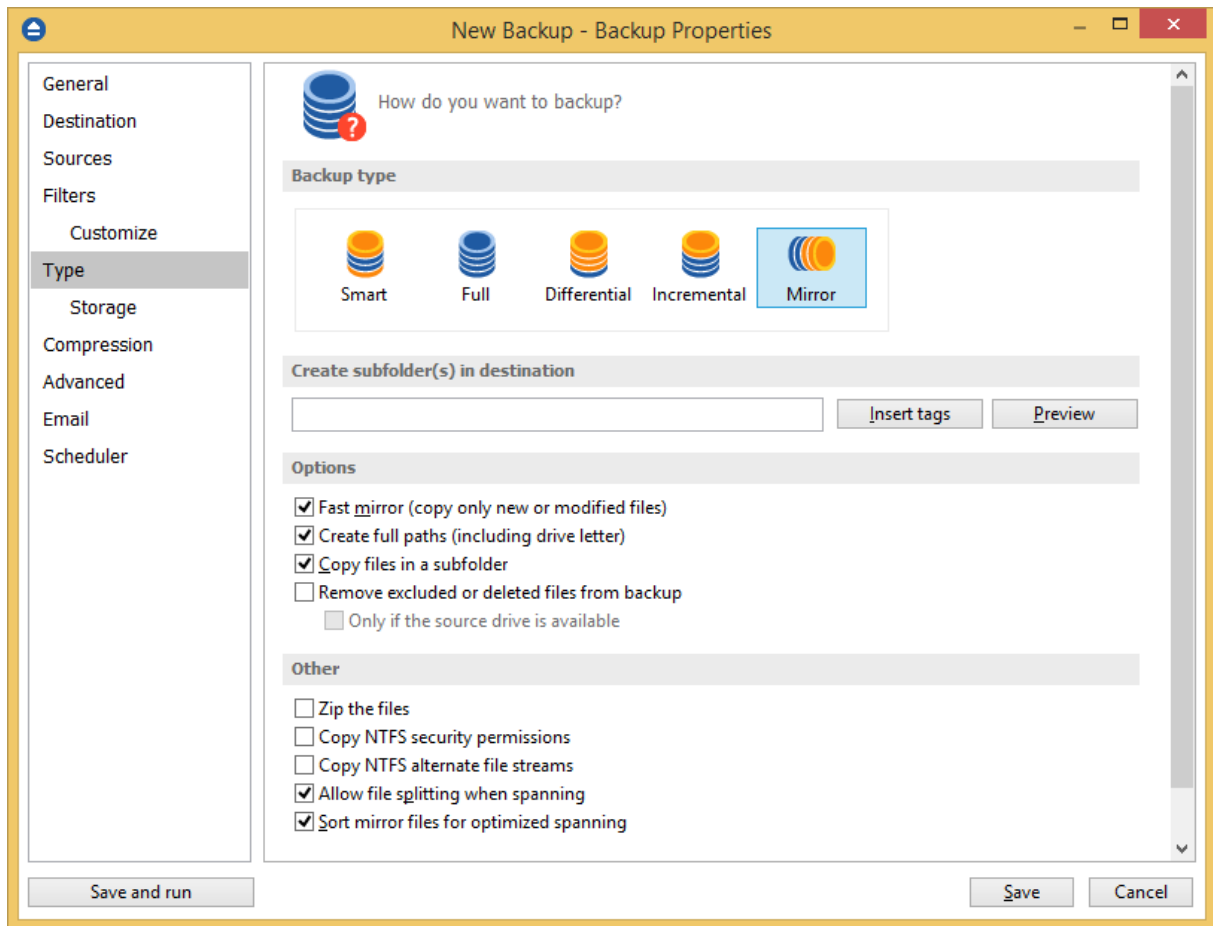 New Backup - Backup Properties
General
Destination
Sources
Filters
Customize
Type
Storage
Compression
Advanced
Email
Scheduler
?
How do you want to backup?
Backup type
Smart Full Differential Incremental Mirror
Create subfolder(s) in destination
Insert tags Preview
Options
Fast mirror (copy only new or modified files)
Create full paths (including drive letter)
Copy files in a subfolder
Remove excluded or deleted files from backup
Only if the source drive is available
Other
Zip the files
Copy NTFS security permissions
Copy NTFS alternate file streams
Allow file splitting when spanning
Sort mirror files for optimized spanning
Save and run Save Cancel